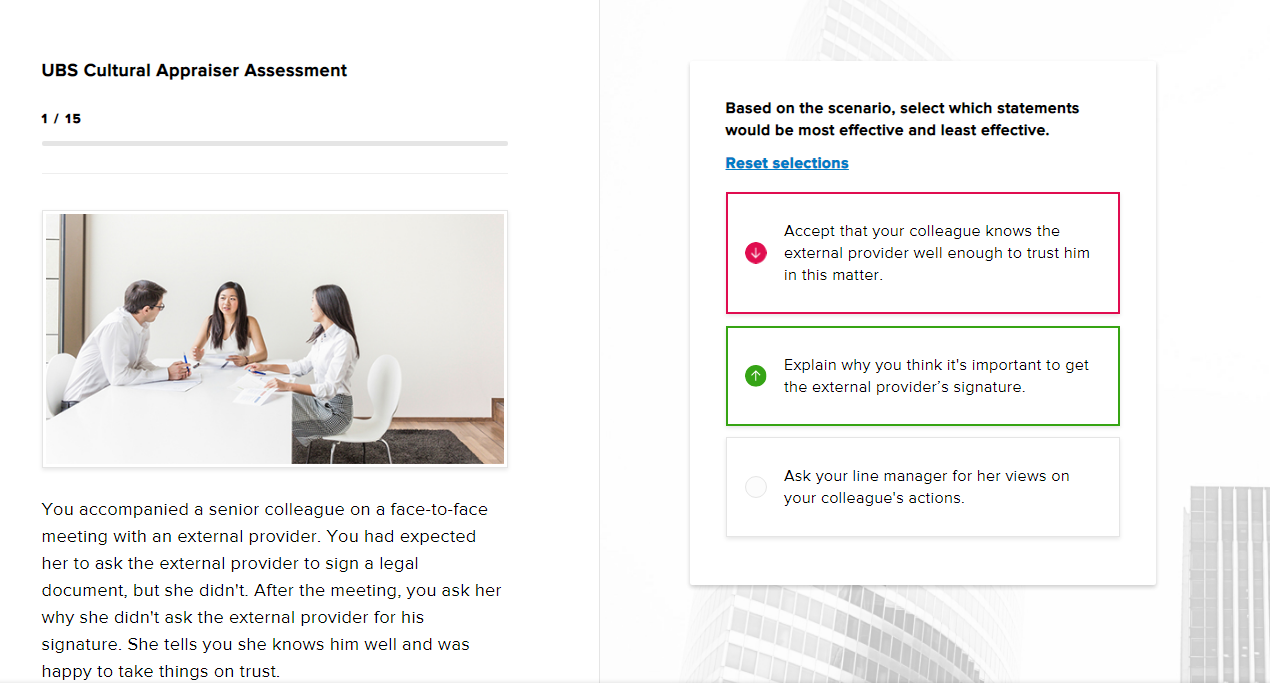 UBS Cultural Appraiser Assessment
1 / 15
You accompanied a senior colleague on a face-to-face
meeting with an external provider. You had expected
her to ask the external provider to sign a legal
document, but she didn't. After the meeting, you ask her
why she didn't ask the external provider for his
signature. She tells you she knows him well and was
happy to take things on trust.
Based on the scenario, select which statements
would be most effective and least effective.
Reset selections
Accept that your colleague knows the
external provider well enough to trust him
in this matter.
Explain why you think it's important to get
the external provider’s signature.
Ask your line manager for her views on
your colleague's actions.